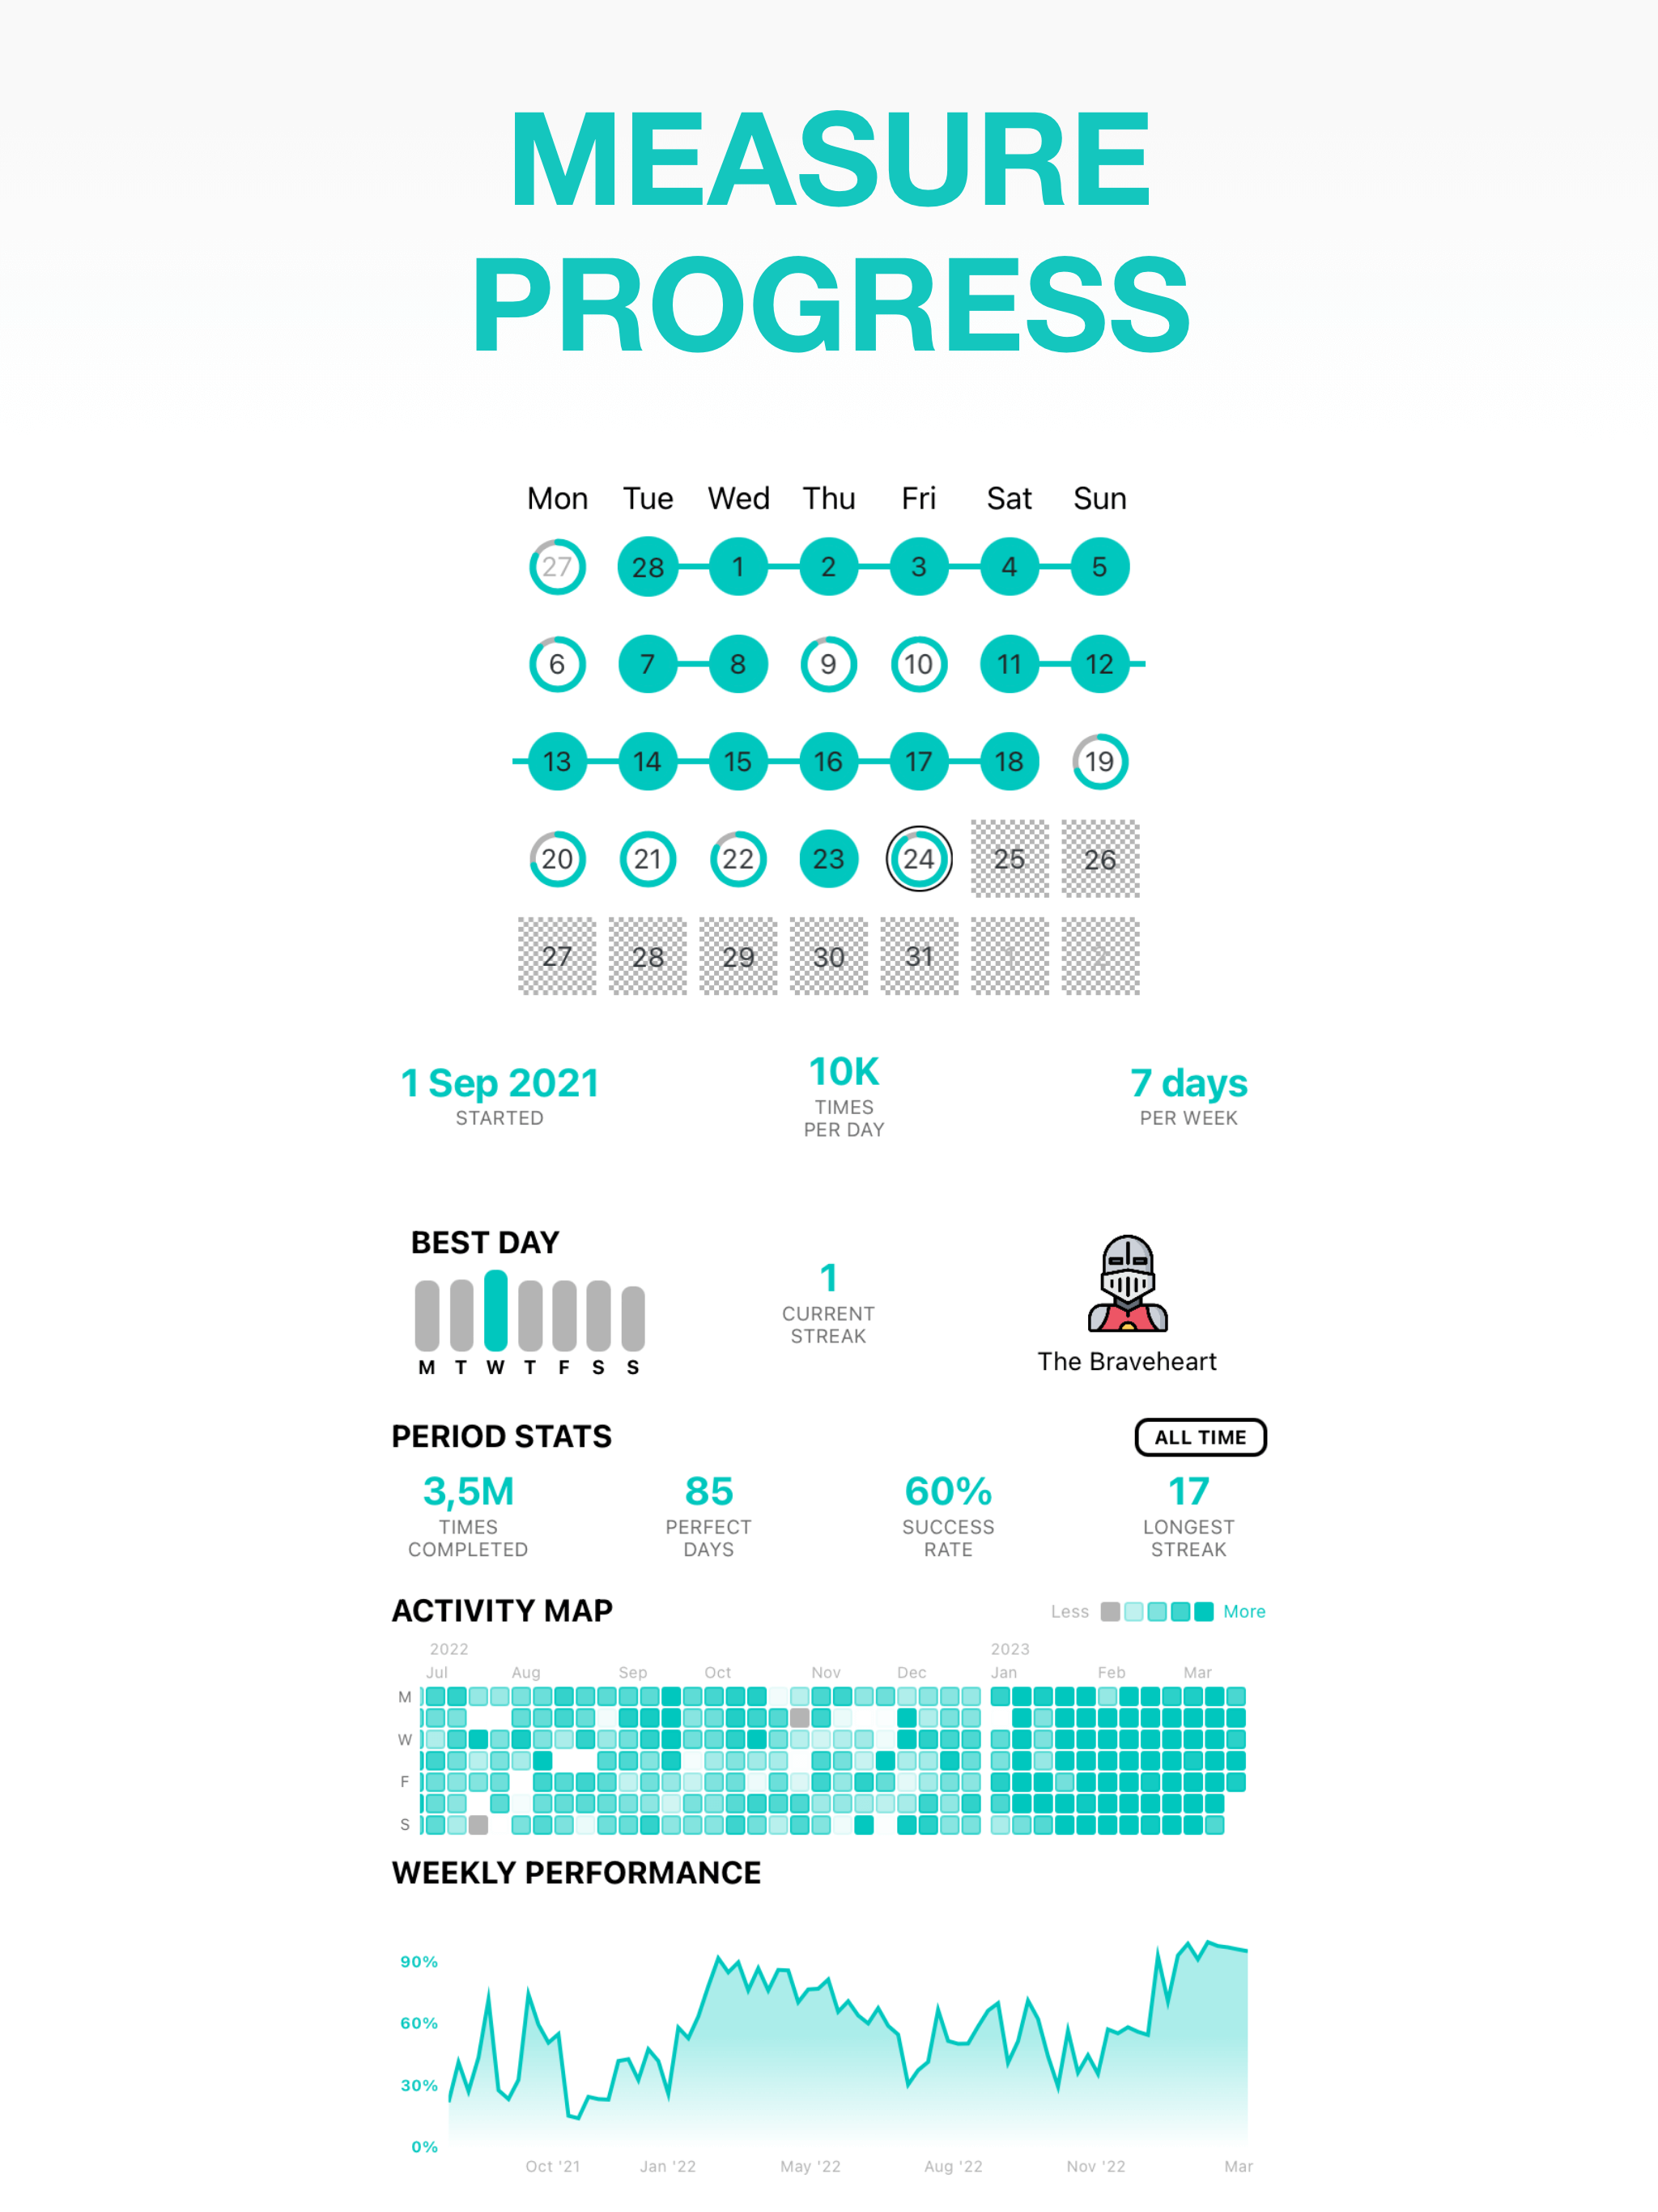 MEASURE
PROGRESS
Mon Tue Wed Thu Fri Sat Sun
27 28 1 2 3 4 5
6 7 8 9 10 11 12
13 14 15 16 17 18 19
20 21 22 23 24 25 26
27 28 29 30 31 1 2
1 Sep 2021 10K 7 days
STARTED TIMES PER WEEK
PER DAY
BEST DAY
M T W T F S S
1
CURRENT
STREAK
The Braveheart
PERIOD STATS ALL TIME
3,5M 85 60% 17
TIMES PERFECT SUCCESS LONGEST
COMPLETED DAYS RATE STREAK
ACTIVITY MAP Less More
2022 2023
Jul Aug Sep Oct Nov Dec Jan Feb Mar
M
W
F
S
WEEKLY PERFORMANCE
90%
60%
30%
0%
Oct '21 Jan '22 May '22 Aug '22 Nov '22 Mar